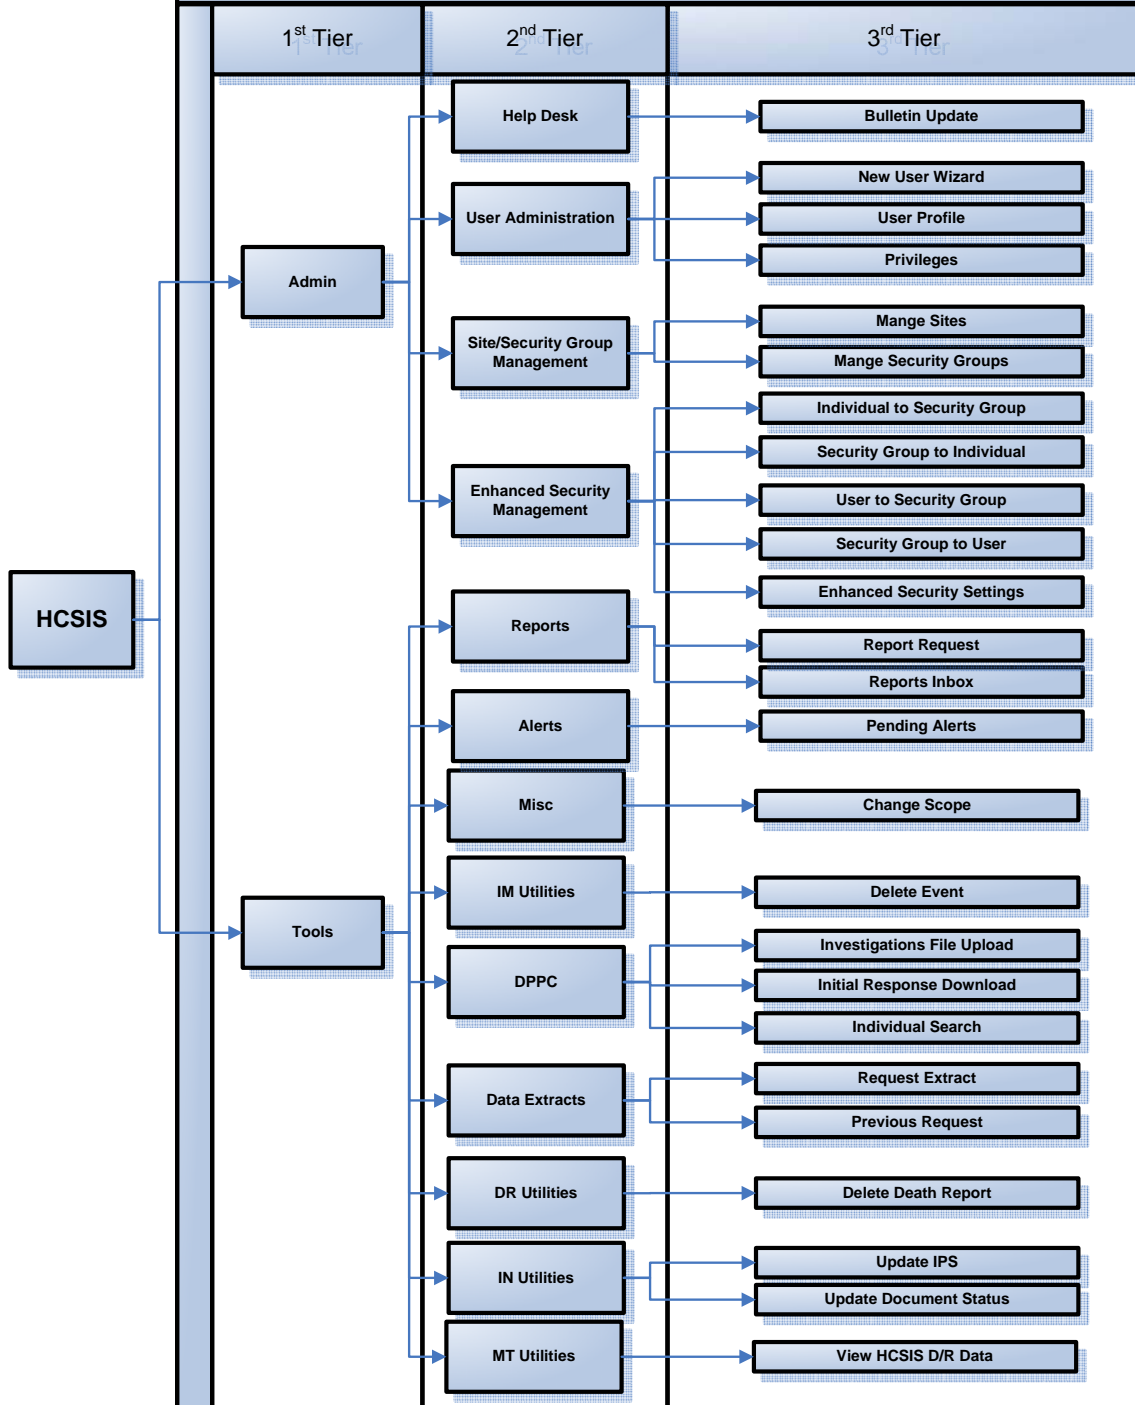 1st Tier
2nd Tier
3rd Tier
HCSIS
Admin
Help Desk
Bulletin Update
User Administration
New User Wizard
User Profile
Privileges
Site/Security Group
Management
Mange Sites
Mange Security Groups
Enhanced Security
Management
Individual to Security Group
Security Group to Individual
User to Security Group
Security Group to User
Enhanced Security Settings
Tools
Reports
Report Request
Reports Inbox
Alerts
Pending Alerts
Misc
Change Scope
IM Utilities
Delete Event
DPPC
Investigations File Upload
Initial Response Download
Individual Search
Data Extracts
Request Extract
Previous Request
DR Utilities
Delete Death Report
IN Utilities
Update IPS
Update Document Status
MT Utilities
View HCSIS D/R Data